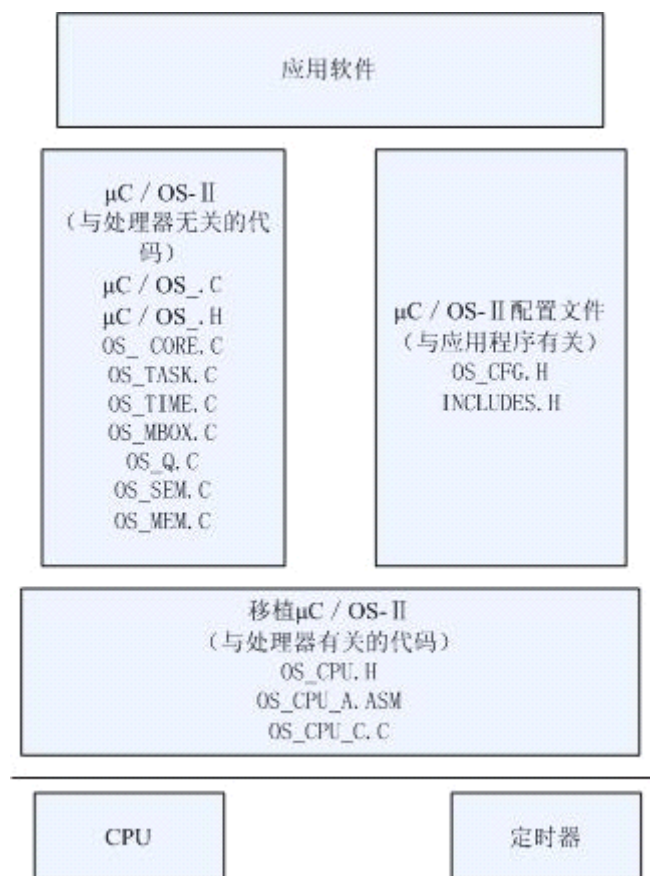 应用软件
μC / OS-Ⅱ
（与处理器无关的代
码）
μC / OS_.C
μC / OS_.H
OS_ CORE.C
OS_TASK.C
OS_TIME.C
OS_MBOX.C
OS_Q.C
OS_SEM.C
OS_MEM.C
μC / OS-Ⅱ配置文件
（与应用程序有关）
OS_CFG.H
INCLUDES.H
移植μC / OS-Ⅱ
（与处理器有关的代码）
OS_CPU.H
OS_CPU_A.ASM
OS_CPU_C.C
CPU
定时器